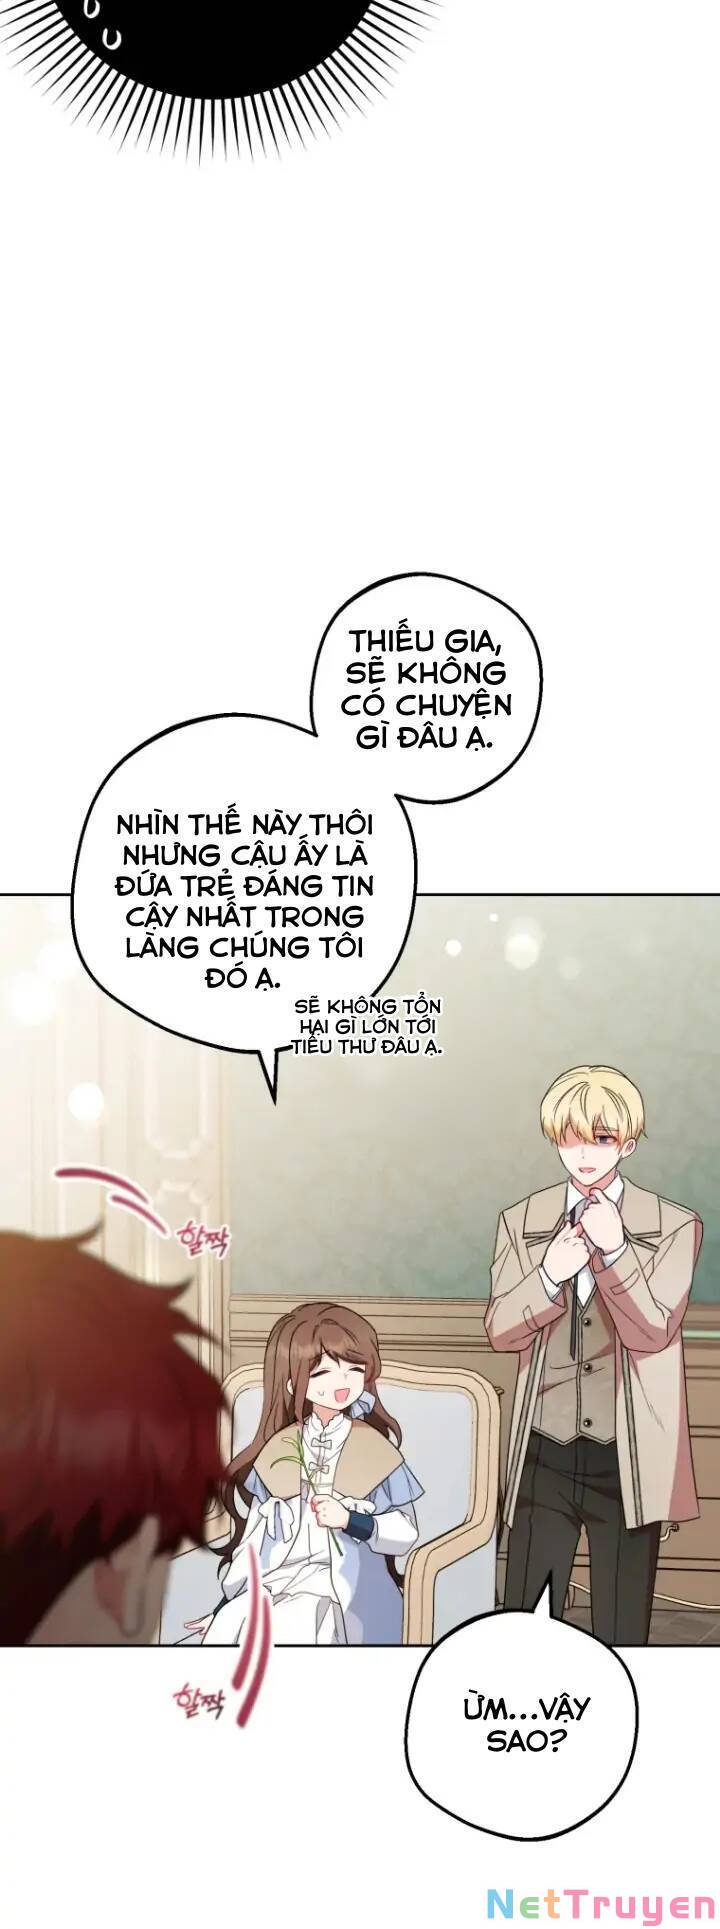 THIẾU GIA,
SẼ KHÔNG
CÓ CHUYỆN
GÌ ĐÂU Ạ.
NHÌN THẾ NÀY THÔI
NHƯNG CẬU ẤY LÀ
ĐỨA TRẺ ĐÁNG TIN
CẬY NHẤT TRONG
LÀNG CHÚNG TÔI
ĐÓ Ạ.
SẼ KHÔNG TỔN
HẠI GÌ LỚN TỚI
TIỂU THƯ ĐÂU Ạ.
할짝
할짝
ỪM...VẬY
SAO?
NetTruyen